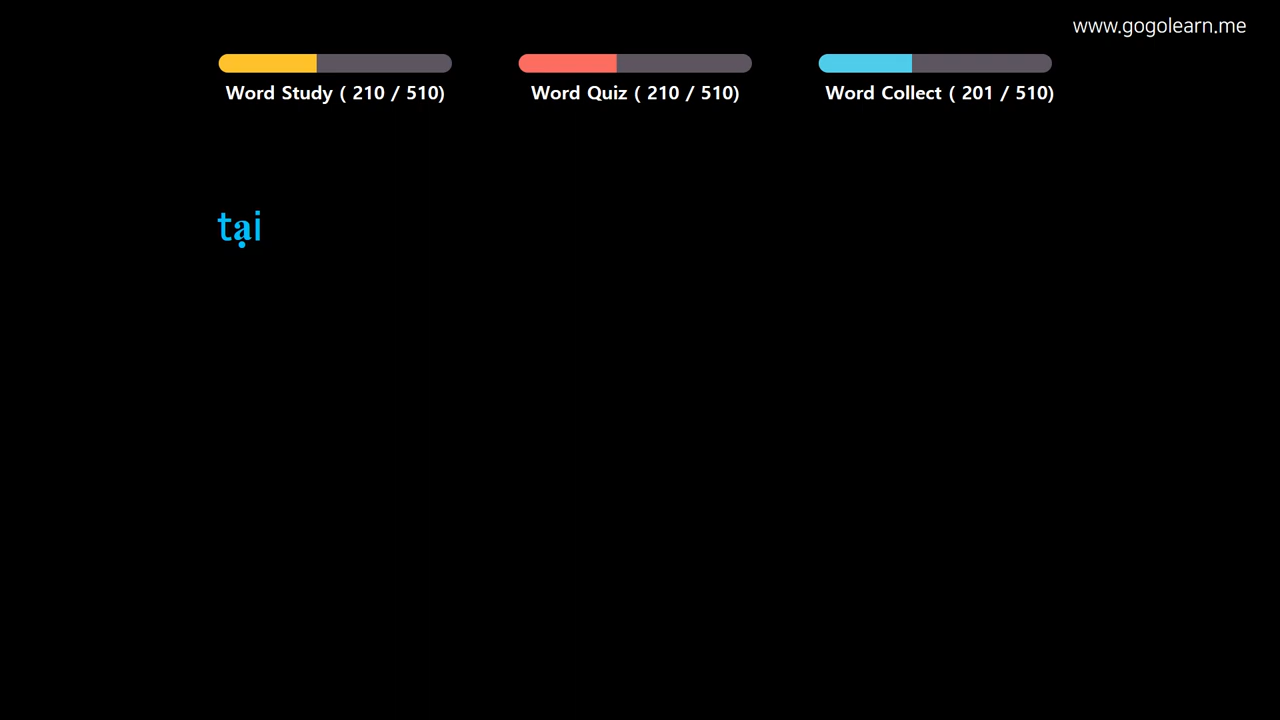 www.gogolearn.me
Word Study ( 210 / 510)
Word Quiz ( 210 / 510)
Word Collect ( 201 / 510)
tại